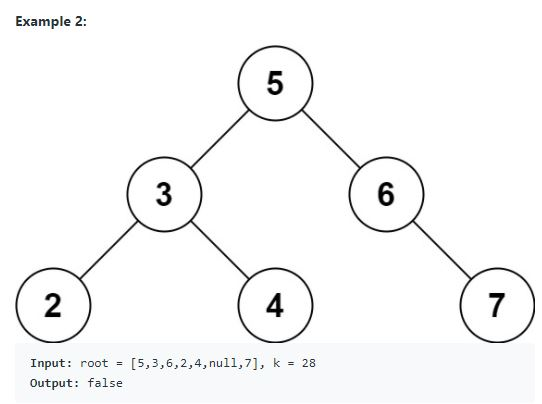 Example 2:
5
3 6
2 4 7
Input: root = [5,3,6,2,4,null,7], k = 28
Output: false